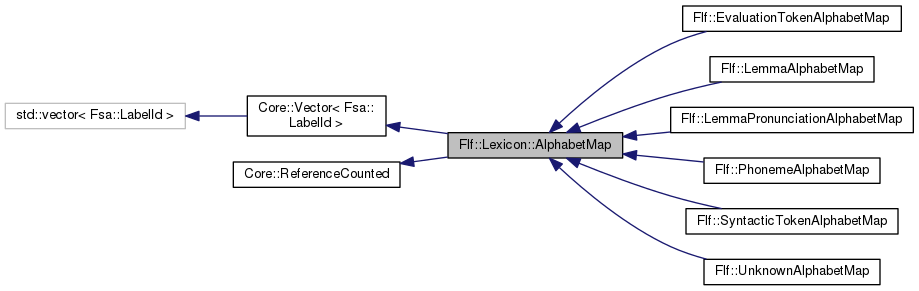 std::vector< Fsa::LabelId >
Core::Vector< Fsa::
LabelId >
Core::ReferenceCounted
Flf::Lexicon::AlphabetMap
Flf::EvaluationTokenAlphabetMap
Flf::LemmaAlphabetMap
Flf::LemmaPronunciationAlphabetMap
Flf::PhonemeAlphabetMap
Flf::SyntacticTokenAlphabetMap
Flf::UnknownAlphabetMap